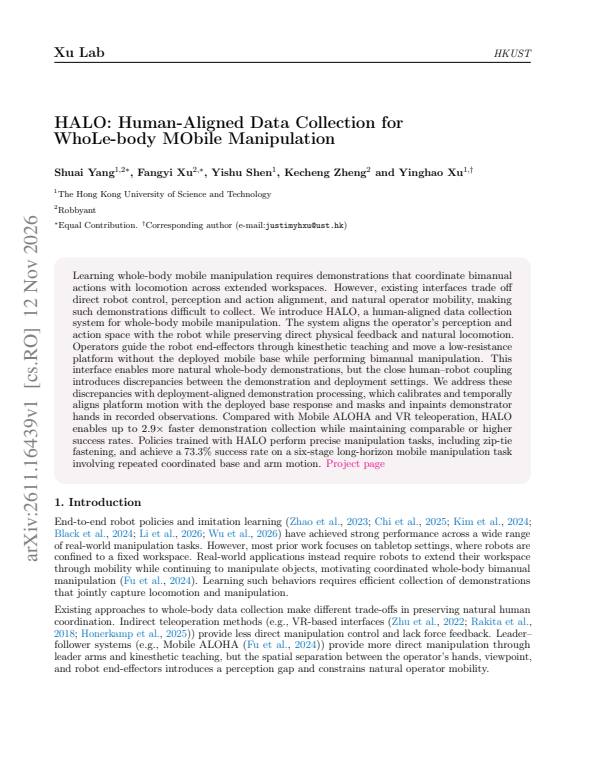 Xu Lab
HKUST
HALO: Human-Aligned Data Collection for
WhoLe-body MObile Manipulation
Shuai Yang1,2*, Fangyi Xu2,*, Yishu Shen1, Kecheng Zheng2 and Yinghao Xu1,†
1The Hong Kong University of Science and Technology
2Robbyant
*Equal Contribution. †Corresponding author (e-mail:justimyhxu@ust.hk)
arXiv:2611.16439v1 [cs.RO] 12 Nov 2026
Learning whole-body mobile manipulation requires demonstrations that coordinate bimanual
actions with locomotion across extended workspaces. However, existing interfaces trade off
direct robot control, perception and action alignment, and natural operator mobility, making
such demonstrations difficult to collect. We introduce HALO, a human-aligned data collection
system for whole-body mobile manipulation. The system aligns the operator's perception and
action space with the robot while preserving direct physical feedback and natural locomotion.
Operators guide the robot end-effectors through kinesthetic teaching and move a low-resistance
platform without the deployed mobile base while performing bimanual manipulation. This
interface enables more natural whole-body demonstrations, but the close human–robot coupling
introduces discrepancies between the demonstration and deployment settings. We address these
discrepancies with deployment-aligned demonstration processing, which calibrates and temporally
aligns platform motion with the deployed base response and masks and inpaints demonstrator
hands in recorded observations. Compared with Mobile ALOHA and VR teleoperation, HALO
enables up to 2.9× faster demonstration collection while maintaining comparable or higher
success rates. Policies trained with HALO perform precise manipulation tasks, including zip-tie
fastening, and achieve a 73.3% success rate on a six-stage long-horizon mobile manipulation task
involving repeated coordinated base and arm motion. Project page
1. Introduction
End-to-end robot policies and imitation learning (Zhao et al., 2023; Chi et al., 2025; Kim et al., 2024;
Black et al., 2024; Li et al., 2026; Wu et al., 2026) have achieved strong performance across a wide range
of real-world manipulation tasks. However, most prior work focuses on tabletop settings, where robots are
confined to a fixed workspace. Real-world applications instead require robots to extend their workspace
through mobility while continuing to manipulate objects, motivating coordinated whole-body bimanual
manipulation (Fu et al., 2024). Learning such behaviors requires efficient collection of demonstrations
that jointly capture locomotion and manipulation.
Existing approaches to whole-body data collection make different trade-offs in preserving natural human
coordination. Indirect teleoperation methods (e.g., VR-based interfaces (Zhu et al., 2022; Rakita et al.,
2018; Honerkamp et al., 2025)) provide less direct manipulation control and lack force feedback. Leader–
follower systems (e.g., Mobile ALOHA (Fu et al., 2024)) provide more direct manipulation through
leader arms and kinesthetic teaching, but the spatial separation between the operator's hands, viewpoint,
and robot end-effectors introduces a perception gap and constrains natural operator mobility.